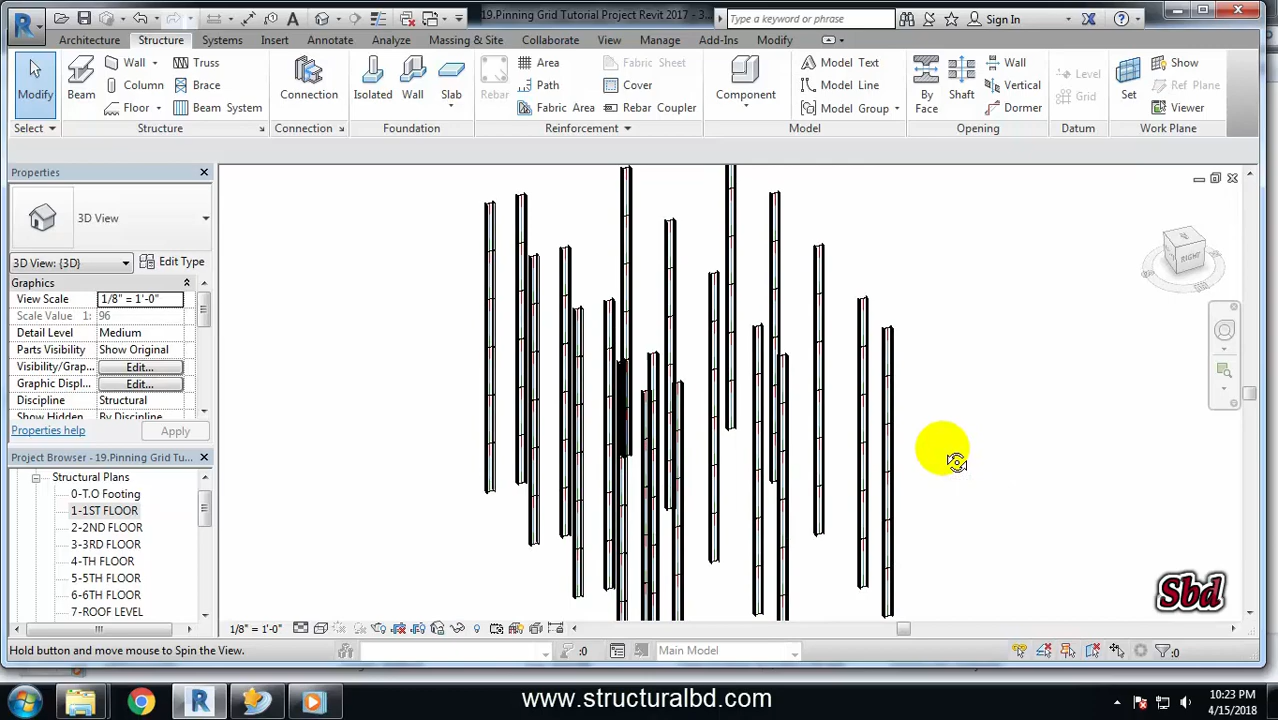 19.Pinning Grid Tutorial Project Revit 2017 - 3...
Type a keyword or phrase
Sign In
Architecture Structure Systems Insert Annotate Analyze Massing & Site Collaborate View Manage Add-Ins Modify
Modify Beam Wall Truss Connection Isolated Wall Slab Rebar Area Fabric Sheet Component Model Text By Face Shaft Wall Level Set Show
Column Brace Path Cover Model Line Vertical Grid Ref Plane
Floor Beam System Fabric Area Rebar Coupler Model Group Dormer Viewer
Select Structure Connection Foundation Reinforcement Model Opening Datum Work Plane
Properties
3D View
3D View: {3D} Edit Type
Graphics
View Scale 1/8" = 1'-0"
Scale Value 1: 96
Detail Level Medium
Parts Visibility Show Original
Visibility/Grap... Edit...
Graphic Displ... Edit...
Discipline Structural
Show Hidden By Discipline
Properties help Apply
Project Browser - 19.Pinning Grid Tu...
Structural Plans
0-T.O Footing
1-1ST FLOOR
2-2ND FLOOR
3-3RD FLOOR
4-TH FLOOR
5-5TH FLOOR
6-6TH FLOOR
7-ROOF LEVEL
RIGHT
Sbd
1/8" = 1'-0"
Hold button and move mouse to Spin the View.
:0
Main Model
:0
www.structuralbd.com
10:23 PM
4/15/2018